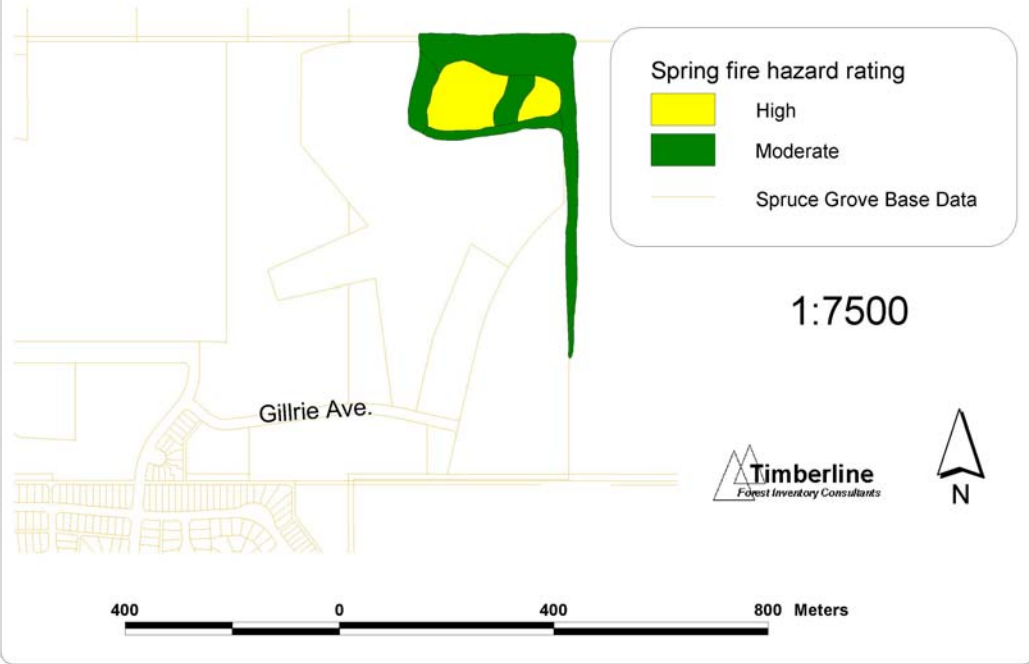 Spring fire hazard rating
High
Moderate
Spruce Grove Base Data
1:7500
Gillrie Ave.
Timberline
Forest Inventory Consultants
N
400 0 400 800 Meters